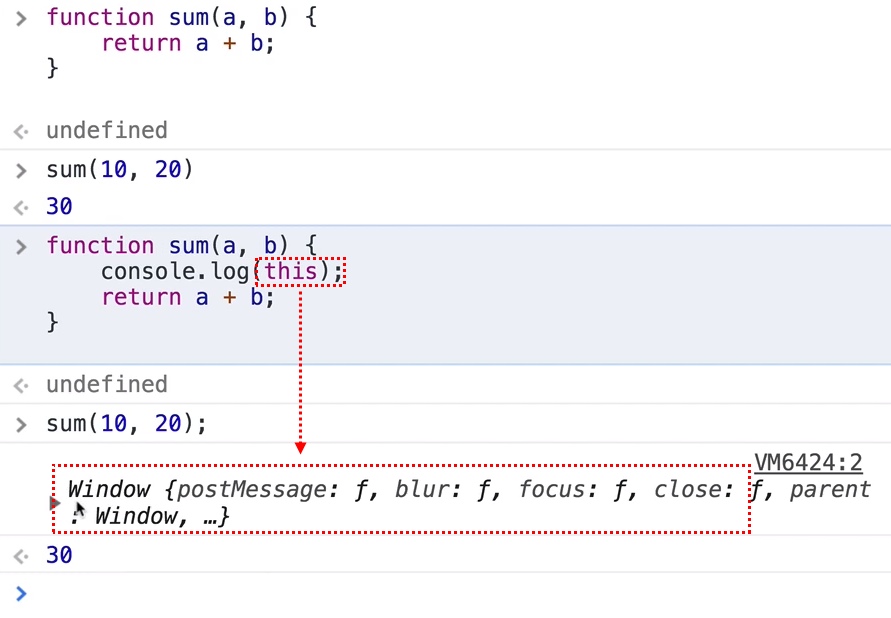 > function sum(a, b) {
return a + b;
}
undefined
> sum(10, 20)
30
> function sum(a, b) {
console.log(this);
return a + b;
}
undefined
> sum(10, 20);
VM6424:2
Window {postMessage: ƒ, blur: ƒ, focus: ƒ, close: ƒ, parent
: Window, …}
30
>